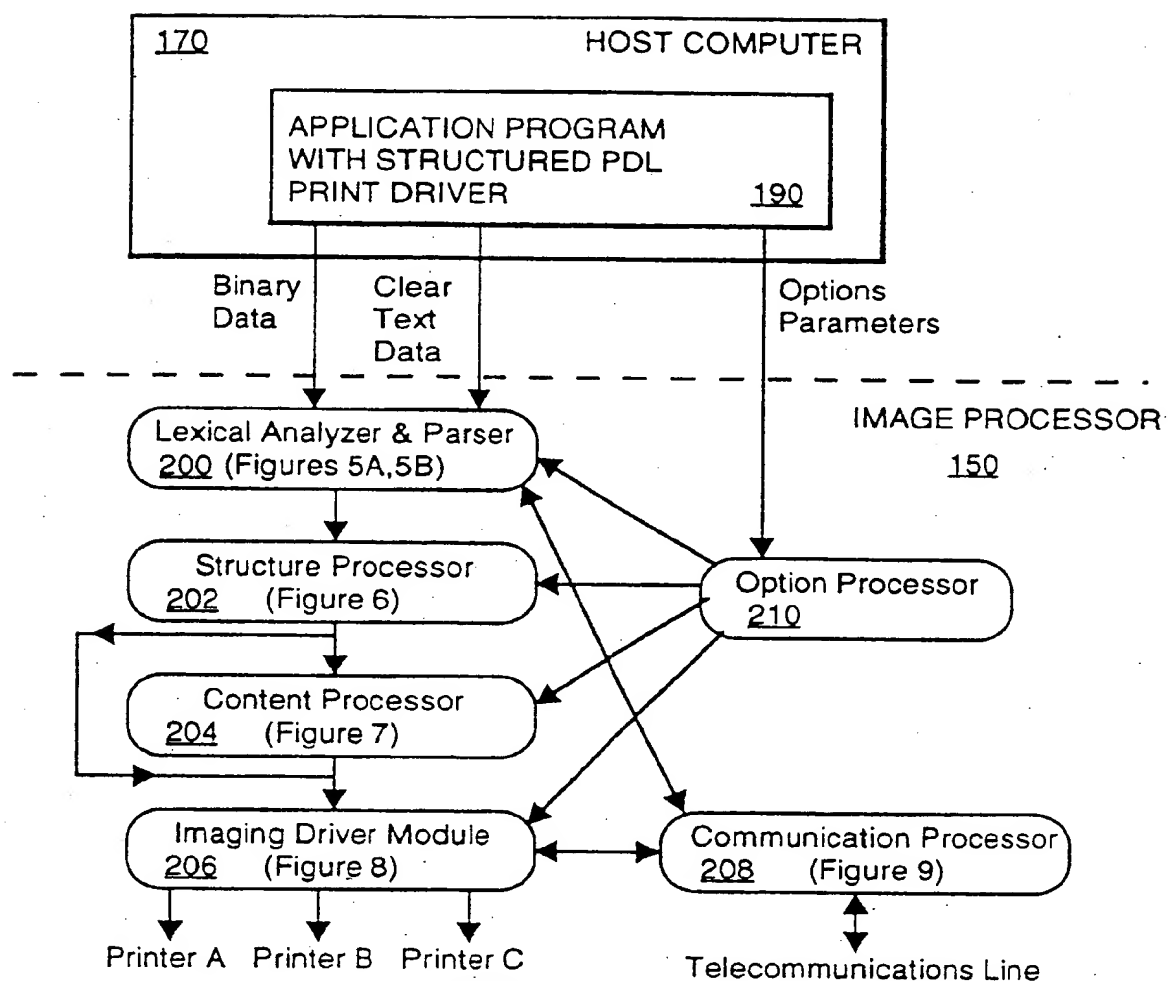 170 HOST COMPUTER
APPLICATION PROGRAM
WITH STRUCTURED PDL
PRINT DRIVER 190
Binary
Data
Clear
Text
Data
Options
Parameters
IMAGE PROCESSOR
150
Lexical Analyzer & Parser
200 (Figures 5A,5B)
Structure Processor
202 (Figure 6)
Option Processor
210
Content Processor
204 (Figure 7)
Imaging Driver Module
206 (Figure 8)
Communication Processor
208 (Figure 9)
Printer A Printer B Printer C
Telecommunications Line